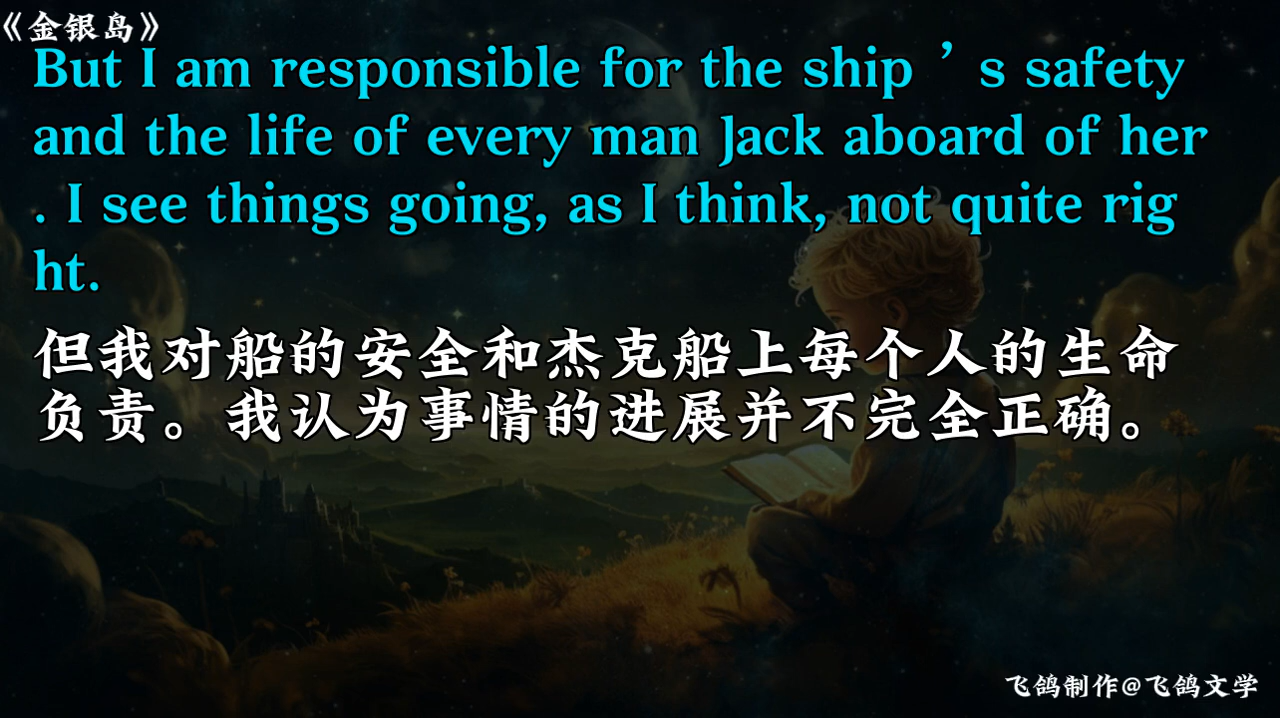 《金银岛》
But I am responsible for the ship ’ s safety
and the life of every man Jack aboard of her
. I see things going, as I think, not quite rig
ht.
但我对船的安全和杰克船上每个人的生命
负责。我认为事情的进展并不完全正确。
飞鸽制作@飞鸽文学